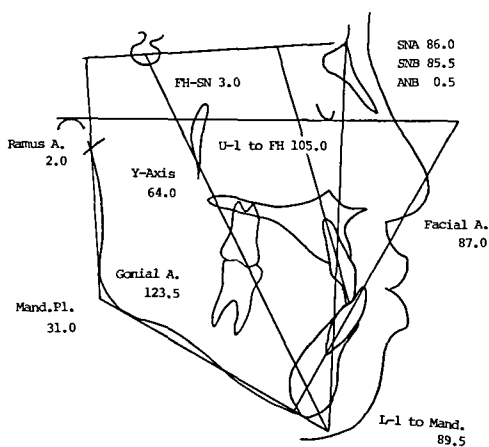 SNA 86.0
SNB 85.5
ANB 0.5
FH-SN 3.0
Ramus A.
2.0
U-1 to FH 105.0
Y-Axis
64.0
Facial A.
87.0
Gonial A.
123.5
Mand.Pl.
31.0
L-1 to Mand.
89.5